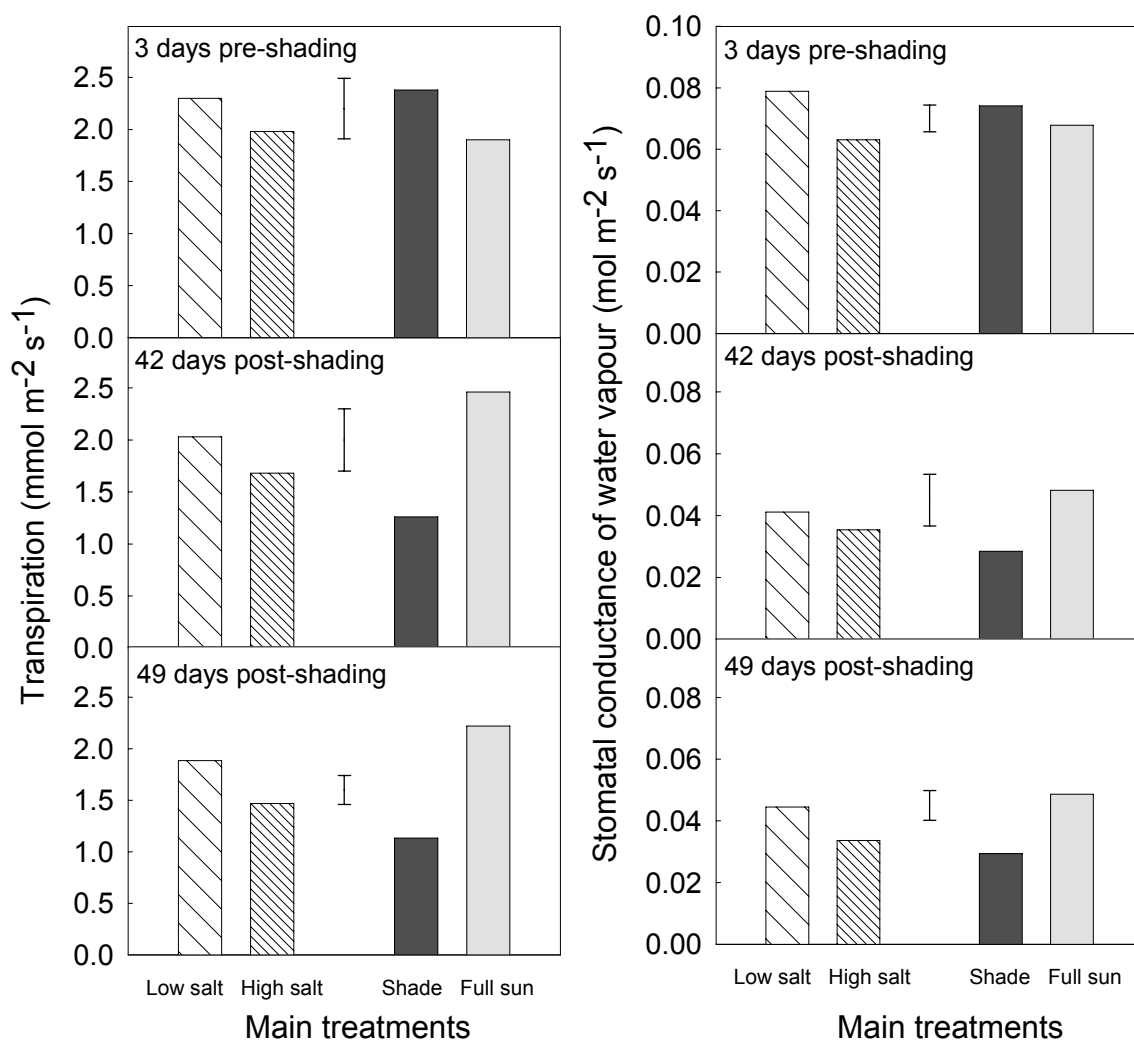 Transpiration (mmol m-2 s-1)
3 days pre-shading
2.5
2.0
1.5
1.0
0.5
0.0
42 days post-shading
2.5
2.0
1.5
1.0
0.5
0.0
49 days post-shading
2.5
2.0
1.5
1.0
0.5
0.0
Low salt High salt Shade Full sun
Main treatments
Stomatal conductance of water vapour (mol m-2 s-1)
0.10
3 days pre-shading
0.08
0.06
0.04
0.02
0.00
42 days post-shading
0.08
0.06
0.04
0.02
0.00
49 days post-shading
0.08
0.06
0.04
0.02
0.00
Low salt High salt Shade Full sun
Main treatments